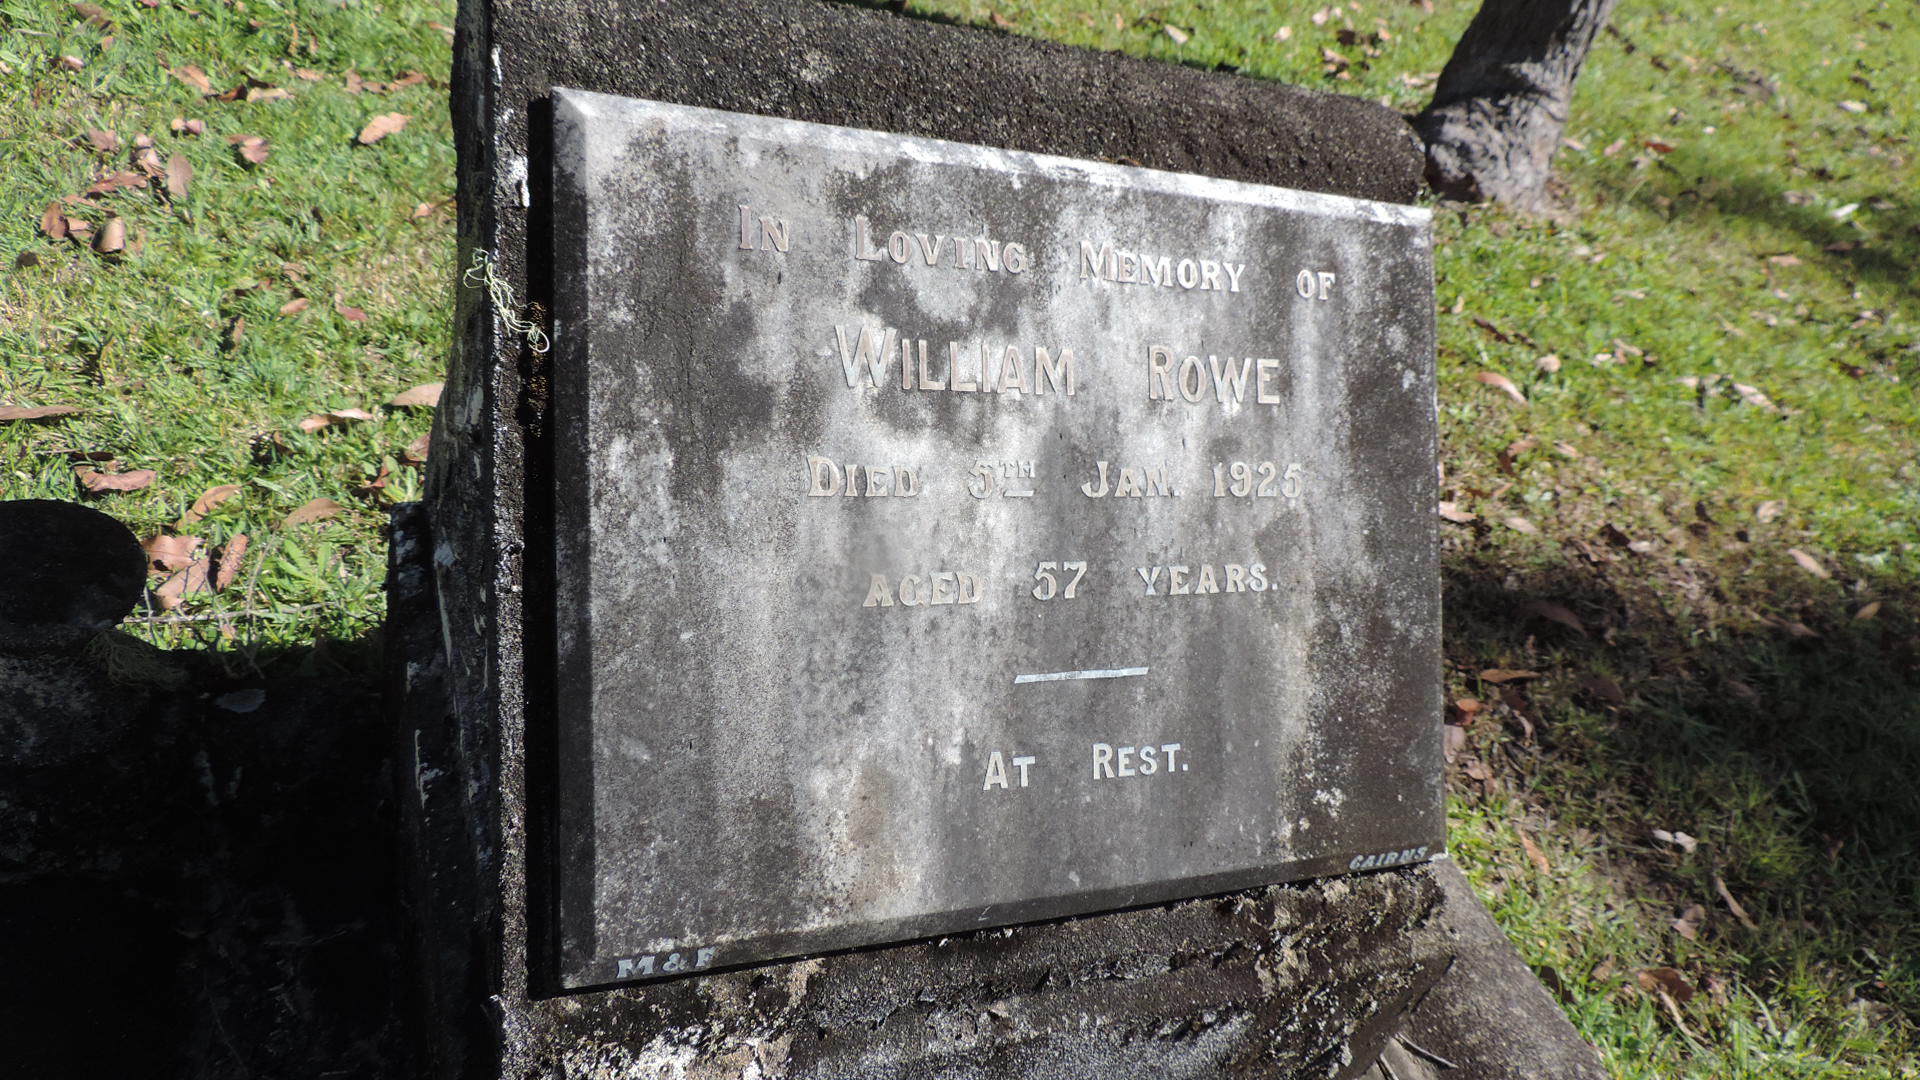 IN LOVING MEMORY OF
WILLIAM ROWE
DIED 5TH JAN. 1925
AGED 57 YEARS.
AT REST.
M & F CAIRNS